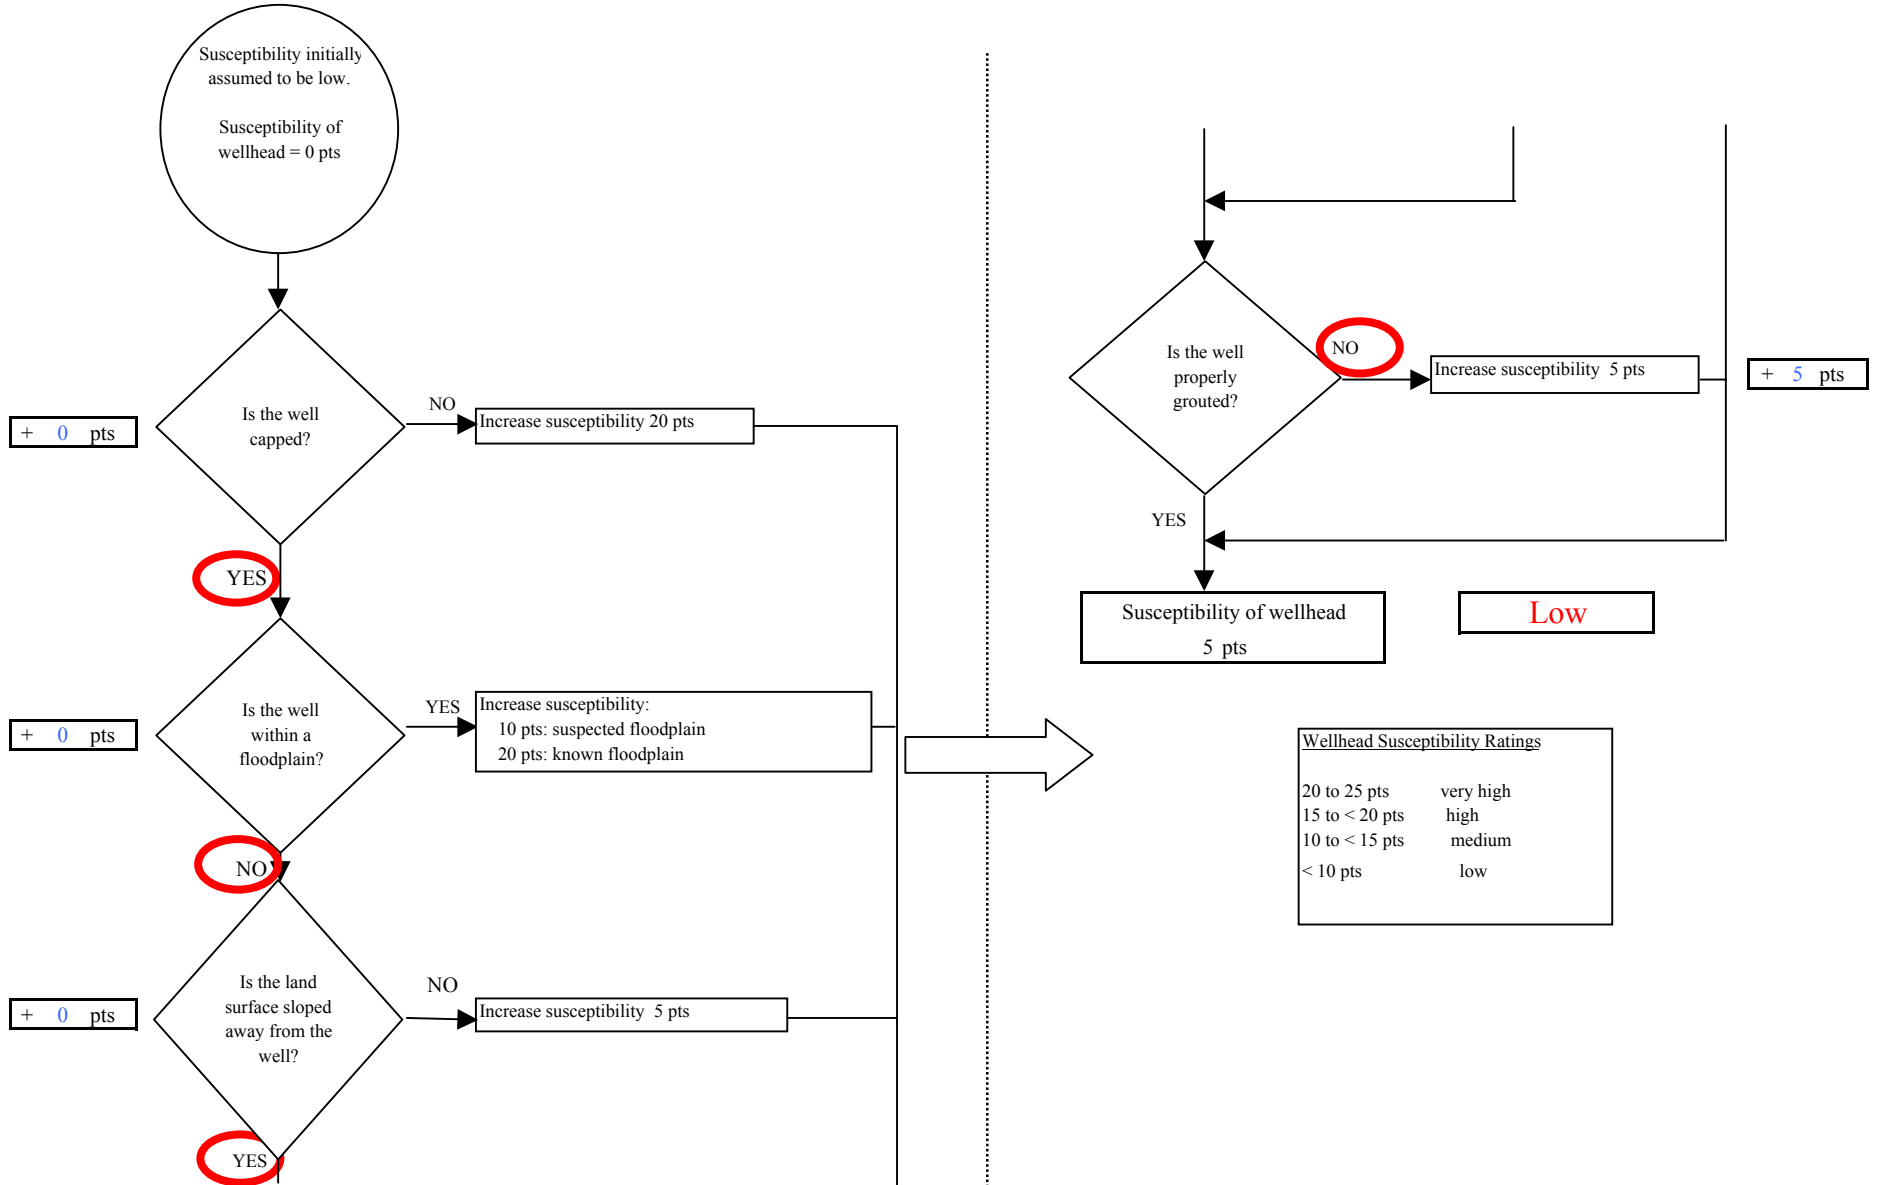 Susceptibility initially
assumed to be low.
Susceptibility of
wellhead = 0 pts
+ 0 pts
Is the well
capped?
NO
Increase susceptibility 20 pts
YES
+ 0 pts
Is the well
within a
floodplain?
YES
Increase susceptibility:
10 pts: suspected floodplain
20 pts: known floodplain
NO
+ 0 pts
Is the land
surface sloped
away from the
well?
NO
Increase susceptibility 5 pts
YES
Is the well
properly
grouted?
NO
Increase susceptibility 5 pts
+ 5 pts
YES
Susceptibility of wellhead
5 pts
Low
Wellhead Susceptibility Ratings
20 to 25 pts very high
15 to < 20 pts high
10 to < 15 pts medium
< 10 pts low